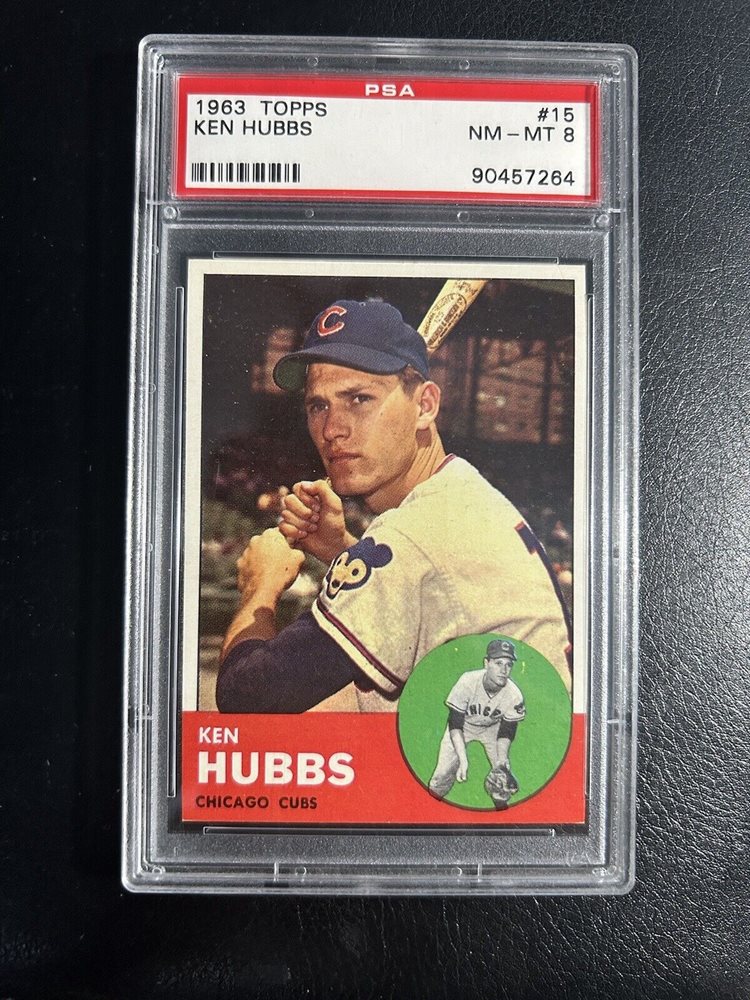 PSA
1963 TOPPS #15
KEN HUBBS NM-MT 8
90457264
C
KEN
HUBBS
CHICAGO CUBS
C